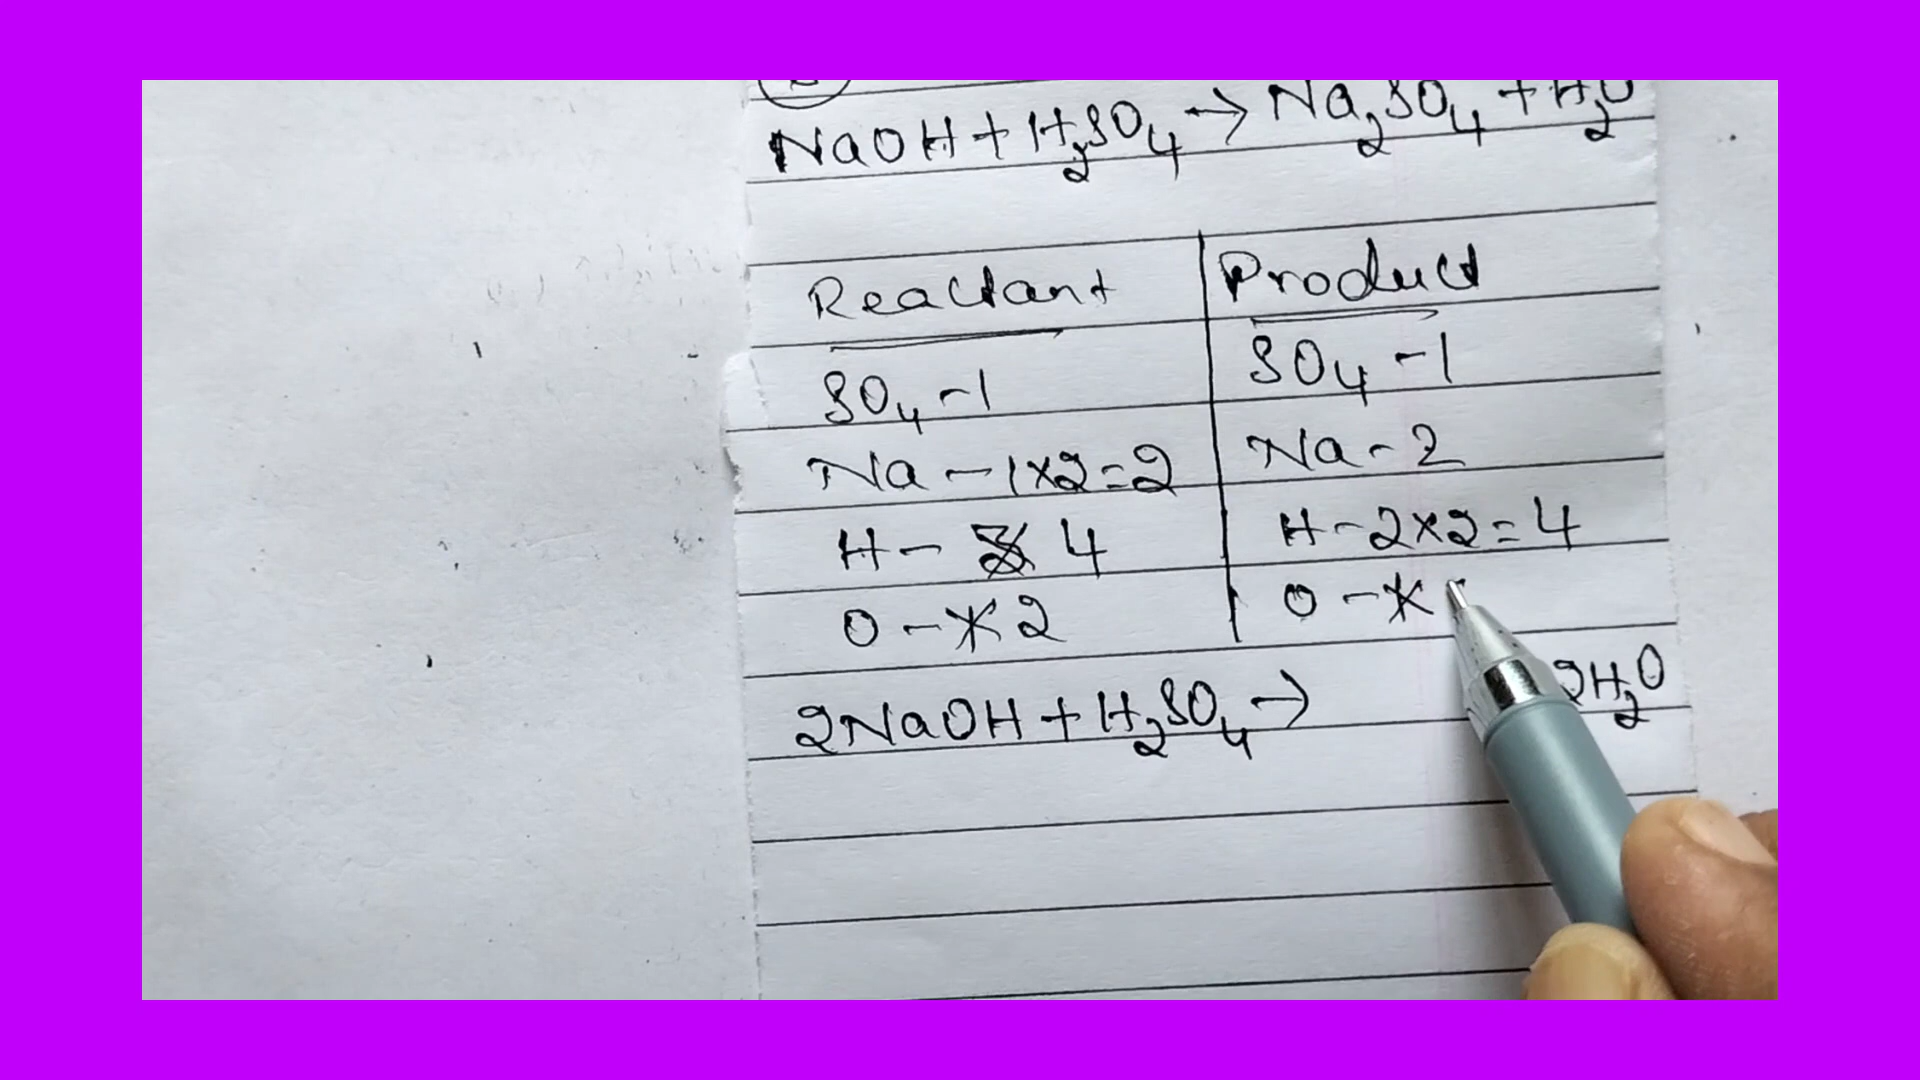 NaOH + H₂SO₄ → Na₂SO₄ + H₂O
Reactant Product
SO₄ - 1 SO₄ - 1
Na - 1×2=2 Na - 2
H - 4 H - 2×2=4
O - 2 O -
2NaOH + H₂SO₄ → 2H₂O